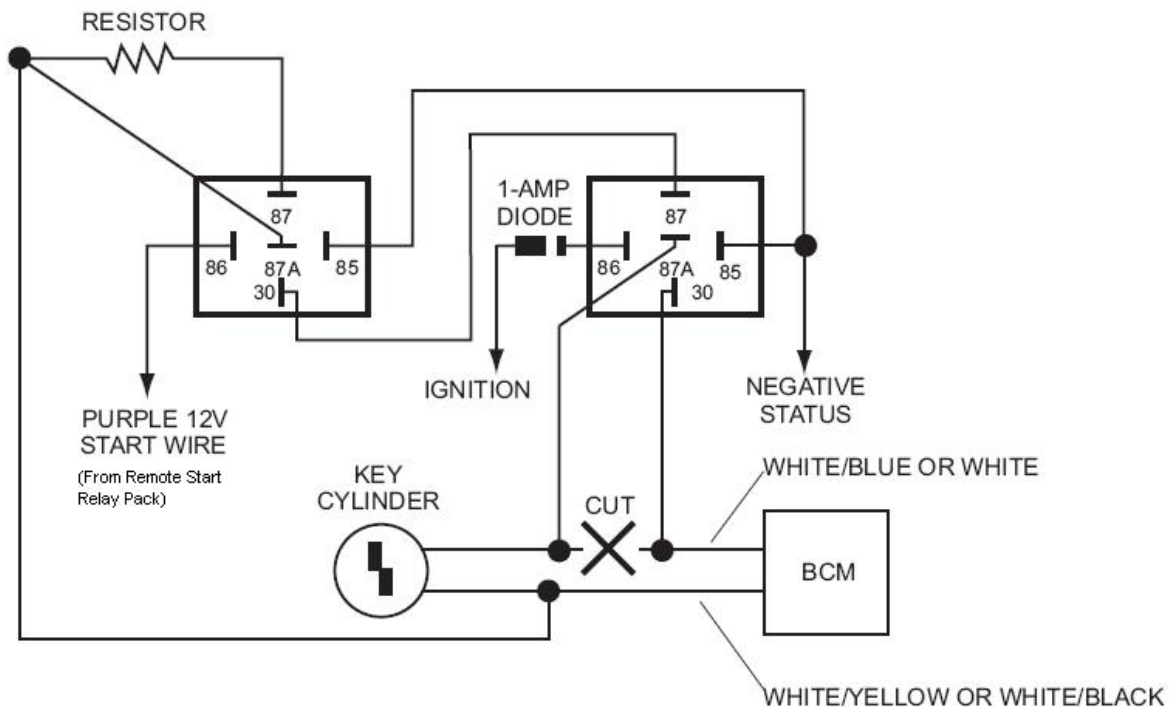 RESISTOR
87
86
87A
85
30
1-AMP
DIODE
87
86
87A
85
30
PURPLE 12V
START WIRE
(From Remote Start
Relay Pack)
IGNITION
NEGATIVE
STATUS
KEY
CYLINDER
CUT
WHITE/BLUE OR WHITE
BCM
WHITE/YELLOW OR WHITE/BLACK